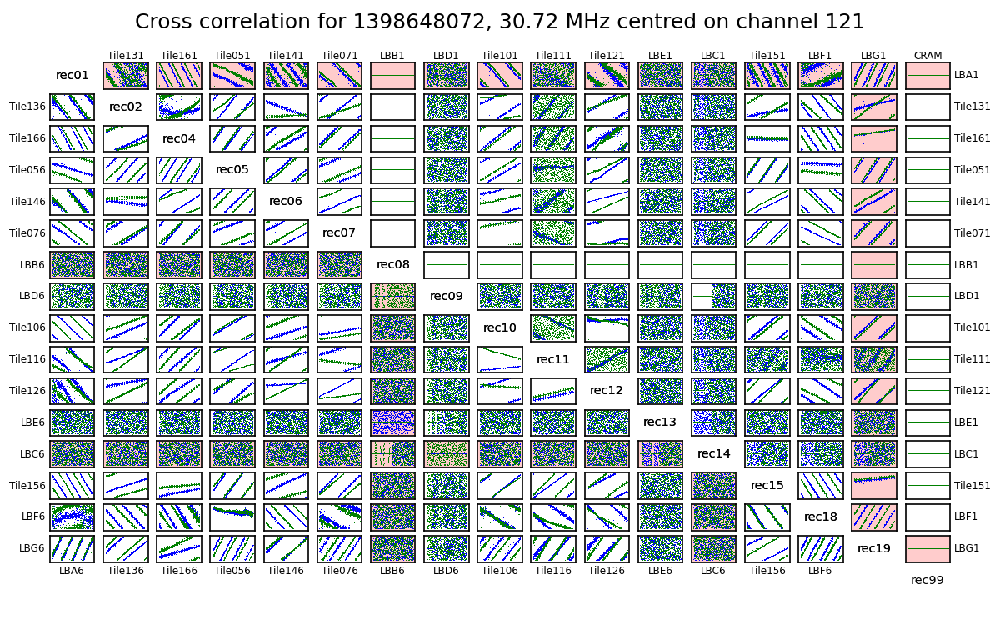 Cross correlation for 1398648072, 30.72 MHz centred on channel 121
Tile131 Tile161 Tile051 Tile141 Tile071 LBB1 LBD1 Tile101 Tile111 Tile121 LBE1 LBC1 Tile151 LBF1 LBG1 CRAM
rec01 LBA1
Tile136 rec02 Tile131
Tile166 rec04 Tile161
Tile056 rec05 Tile051
Tile146 rec06 Tile141
Tile076 rec07 Tile071
LBB6 rec08 LBB1
LBD6 rec09 LBD1
Tile106 rec10 Tile101
Tile116 rec11 Tile111
Tile126 rec12 Tile121
LBE6 rec13 LBE1
LBC6 rec14 LBC1
Tile156 rec15 Tile151
LBF6 rec18 LBF1
LBG6 rec19 LBG1
LBA6 Tile136 Tile166 Tile056 Tile146 Tile076 LBB6 LBD6 Tile106 Tile116 Tile126 LBE6 LBC6 Tile156 LBF6
rec99